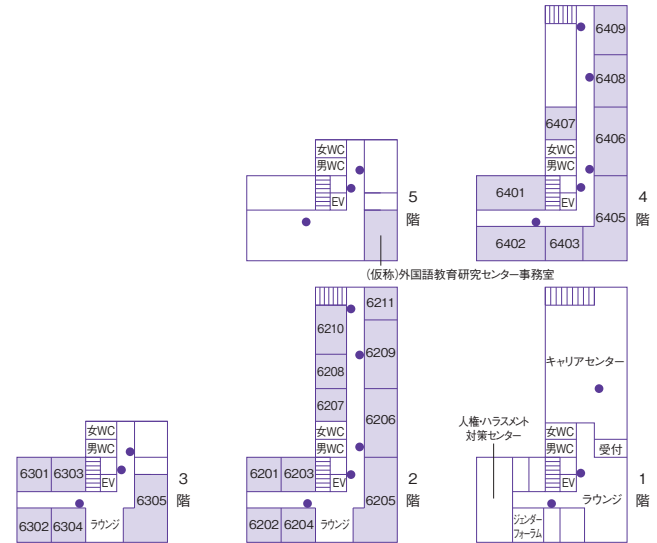 6409
6408
6407
女WC
男WC
6406
6401
EV
6405
4
階
6402
6403
女WC
男WC
EV
5
階
(仮称)外国語教育研究センター事務室
6211
6210
6209
6208
6207
6206
女WC
男WC
6201
6203
EV
6205
2
階
6202
6204
ラウンジ
キャリアセンター
人権・ハラスメント
対策センター
女WC
男WC
受付
EV
ラウンジ
1
階
ジェンダー
フォーラム
女WC
男WC
6301
6303
EV
6305
3
階
6302
6304
ラウンジ